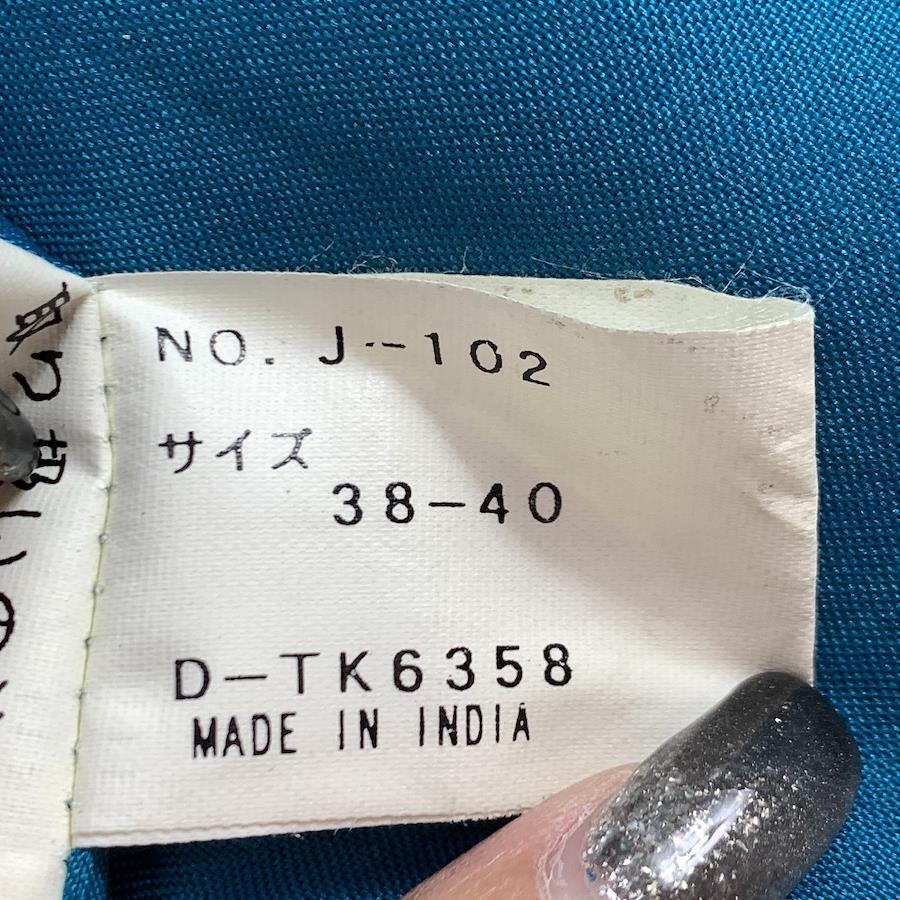 NO. J-102
サイズ
38-40
D-TK6358
MADE IN INDIA